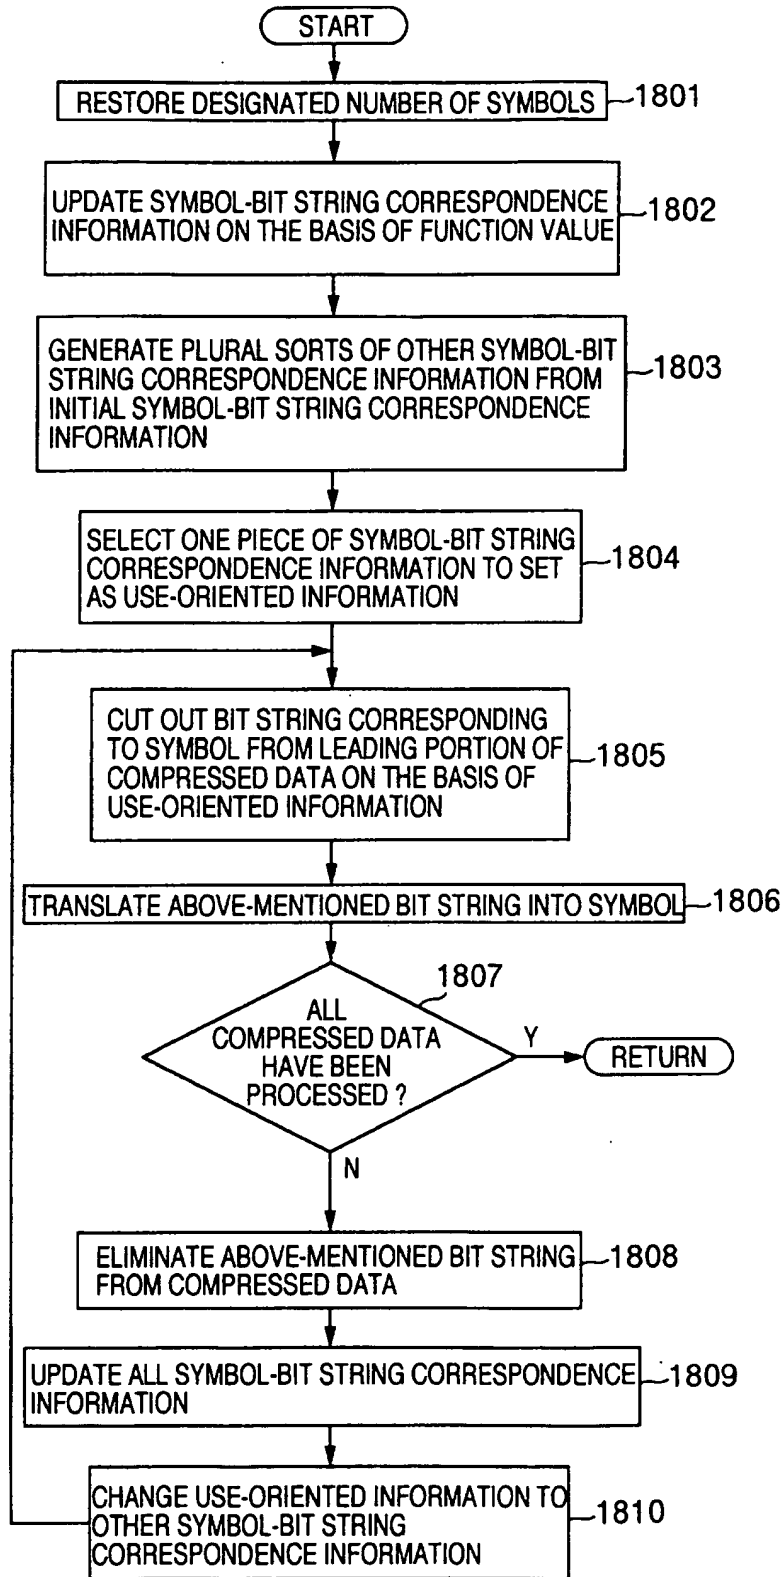 START
RESTORE DESIGNATED NUMBER OF SYMBOLS
1801
UPDATE SYMBOL-BIT STRING CORRESPONDENCE
INFORMATION ON THE BASIS OF FUNCTION VALUE
1802
GENERATE PLURAL SORTS OF OTHER SYMBOL-BIT
STRING CORRESPONDENCE INFORMATION FROM
INITIAL SYMBOL-BIT STRING CORRESPONDENCE
INFORMATION
1803
SELECT ONE PIECE OF SYMBOL-BIT STRING
CORRESPONDENCE INFORMATION TO SET
AS USE-ORIENTED INFORMATION
1804
CUT OUT BIT STRING CORRESPONDING
TO SYMBOL FROM LEADING PORTION OF
COMPRESSED DATA ON THE BASIS OF
USE-ORIENTED INFORMATION
1805
TRANSLATE ABOVE-MENTIONED BIT STRING INTO SYMBOL
1806
1807
ALL
COMPRESSED DATA
HAVE BEEN
PROCESSED ?
Y
RETURN
N
ELIMINATE ABOVE-MENTIONED BIT STRING
FROM COMPRESSED DATA
1808
UPDATE ALL SYMBOL-BIT STRING CORRESPONDENCE
INFORMATION
1809
CHANGE USE-ORIENTED INFORMATION TO
OTHER SYMBOL-BIT STRING
CORRESPONDENCE INFORMATION
1810